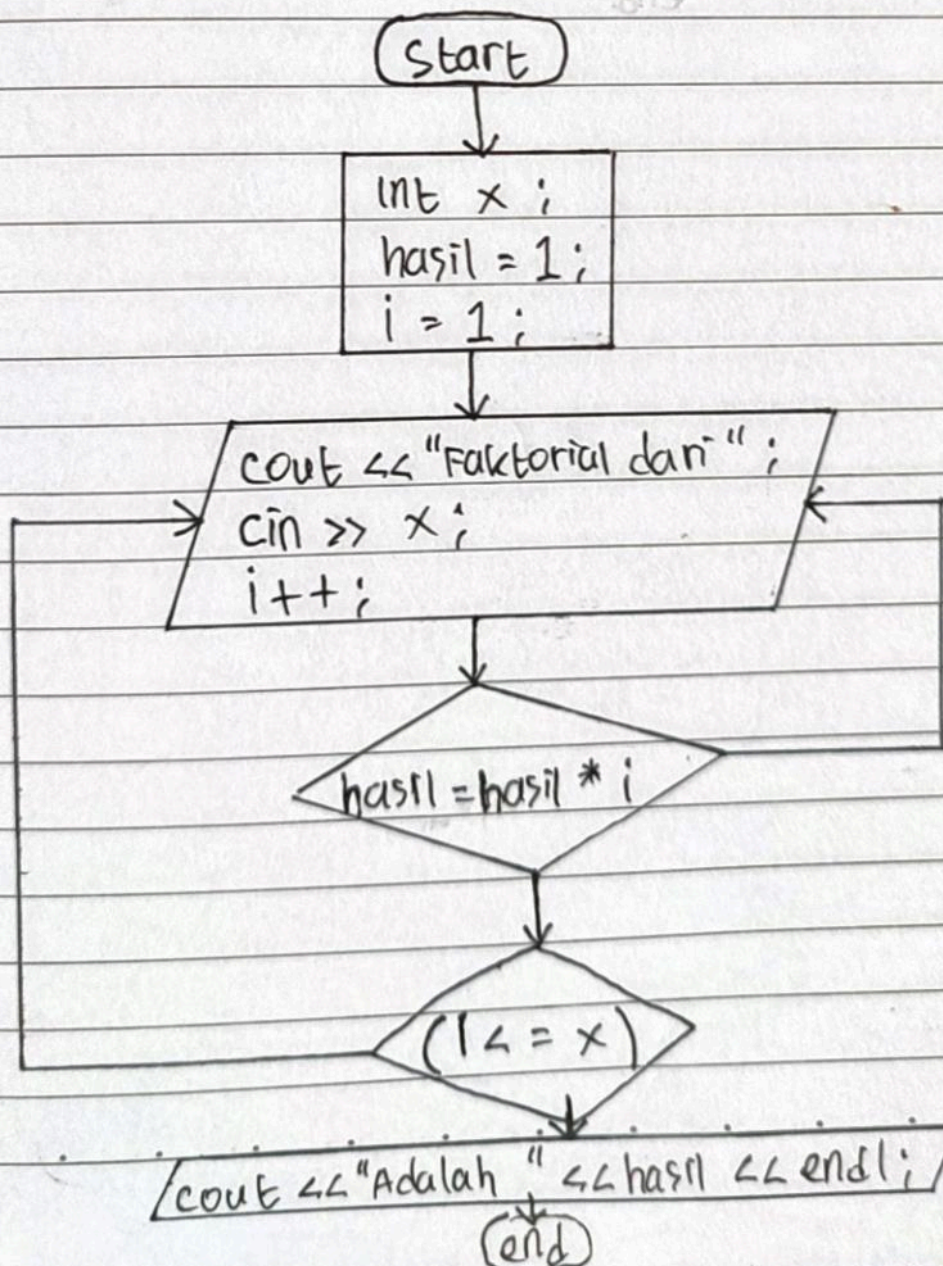 Start
int x ;
hasil = 1 ;
i = 1 ;
cout << "Faktorial dari" ;
cin >> x ;
i++ ;
hasil = hasil * i
(i <= x)
cout << "Adalah " << hasil << endl ;
end